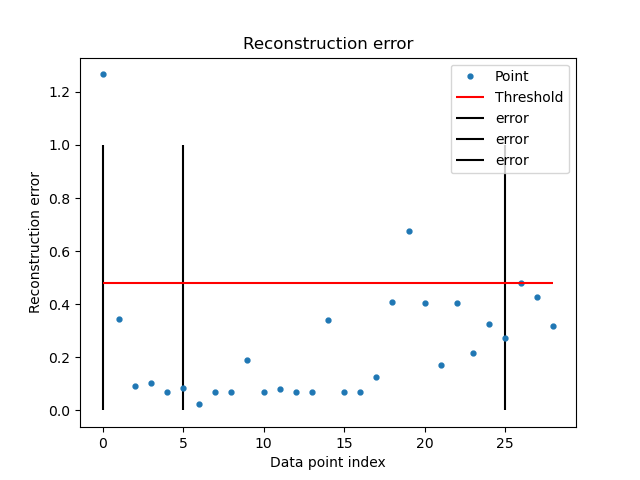 Reconstruction error
Point
Threshold
error
error
error
Reconstruction error
1.2
1.0
0.8
0.6
0.4
0.2
0.0
0
5
10
15
20
25
Data point index